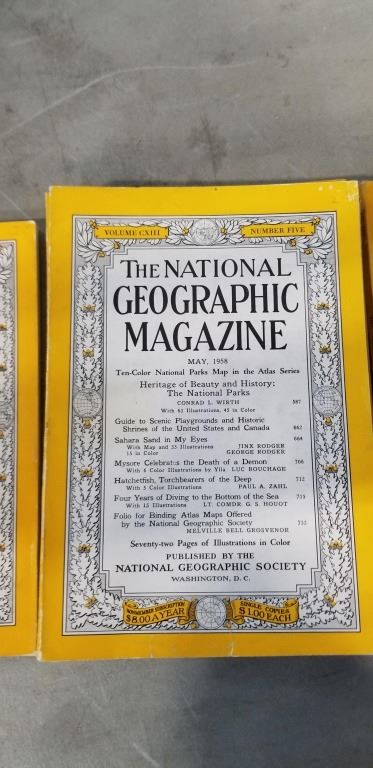 VOLUME CXIII NUMBER FIVE
THE NATIONAL
GEOGRAPHIC
MAGAZINE
MAY, 1958
Ten-Color National Parks Map in the Atlas Series
Heritage of Beauty and History:
The National Parks
CONRAD L. WIRTH 587
With 61 Illustrations, 45 in Color
Guide to Scenic Playgrounds and Historic
Shrines of the United States and Canada 662
Sahara Sand in My Eyes 664
With Map and 33 Illustrations JINX RODGER
15 in Color GEORGE RODGER
Mysore Celebrates the Death of a Demon 706
With 6 Color Illustrations by Ylla LUC BOUCHAGE
Hatchetfish, Torchbearers of the Deep 712
With 5 Color Illustrations PAUL A. ZAHL
Four Years of Diving to the Bottom of the Sea 715
With 15 Illustrations LT. COMDR. G. S. HOUOT
Folio for Binding Atlas Maps Offered
by the National Geographic Society 732
MELVILLE BELL GROSVENOR
Seventy-two Pages of Illustrations in Color
PUBLISHED BY THE
NATIONAL GEOGRAPHIC SOCIETY
WASHINGTON, D. C.
NONMEMBER SUBSCRIPTION SINGLE COPIES
$8.00 A YEAR $1.00 EACH